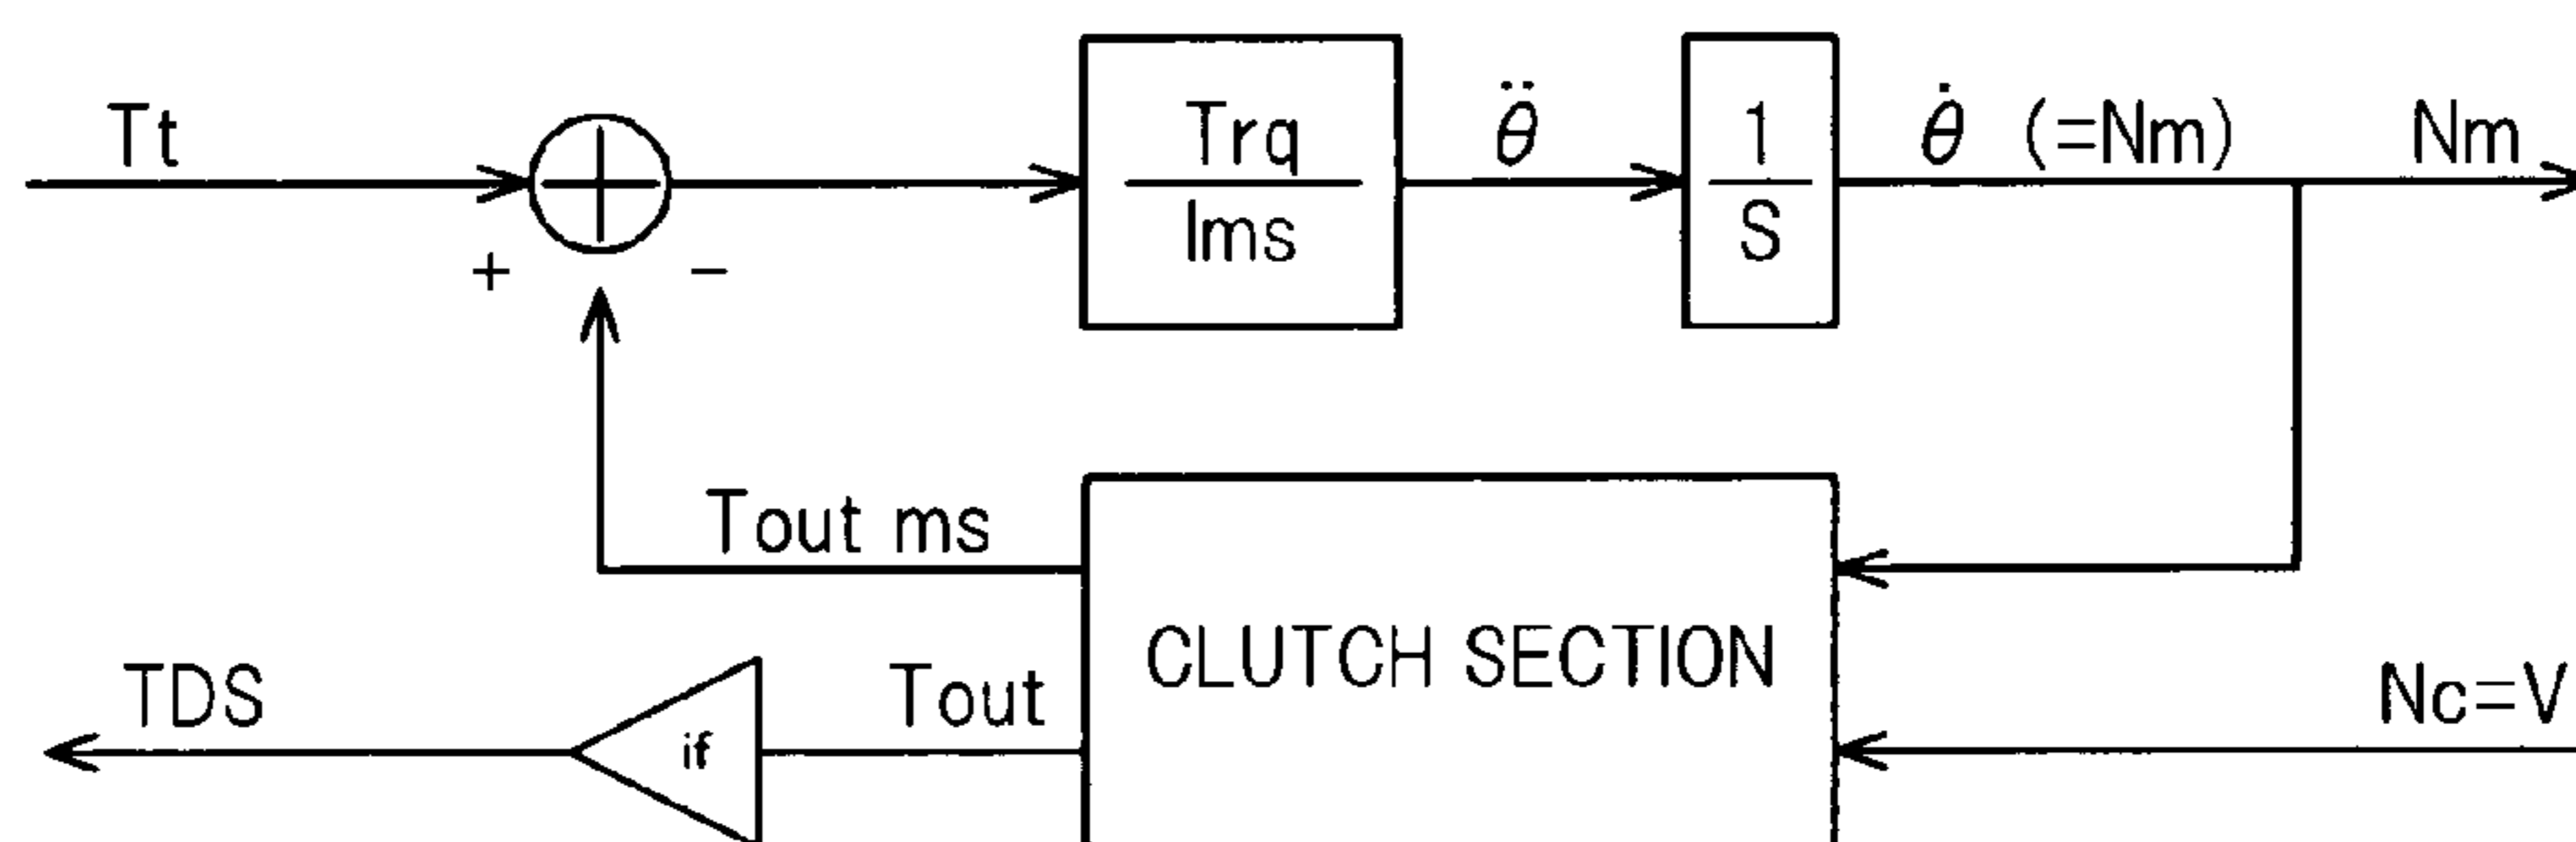 Tt
+
−
Trq
Ims
θ̈
1
S
θ̇ (=Nm)
Nm
Tout ms
CLUTCH SECTION
TDS
if
Tout
Nc=V